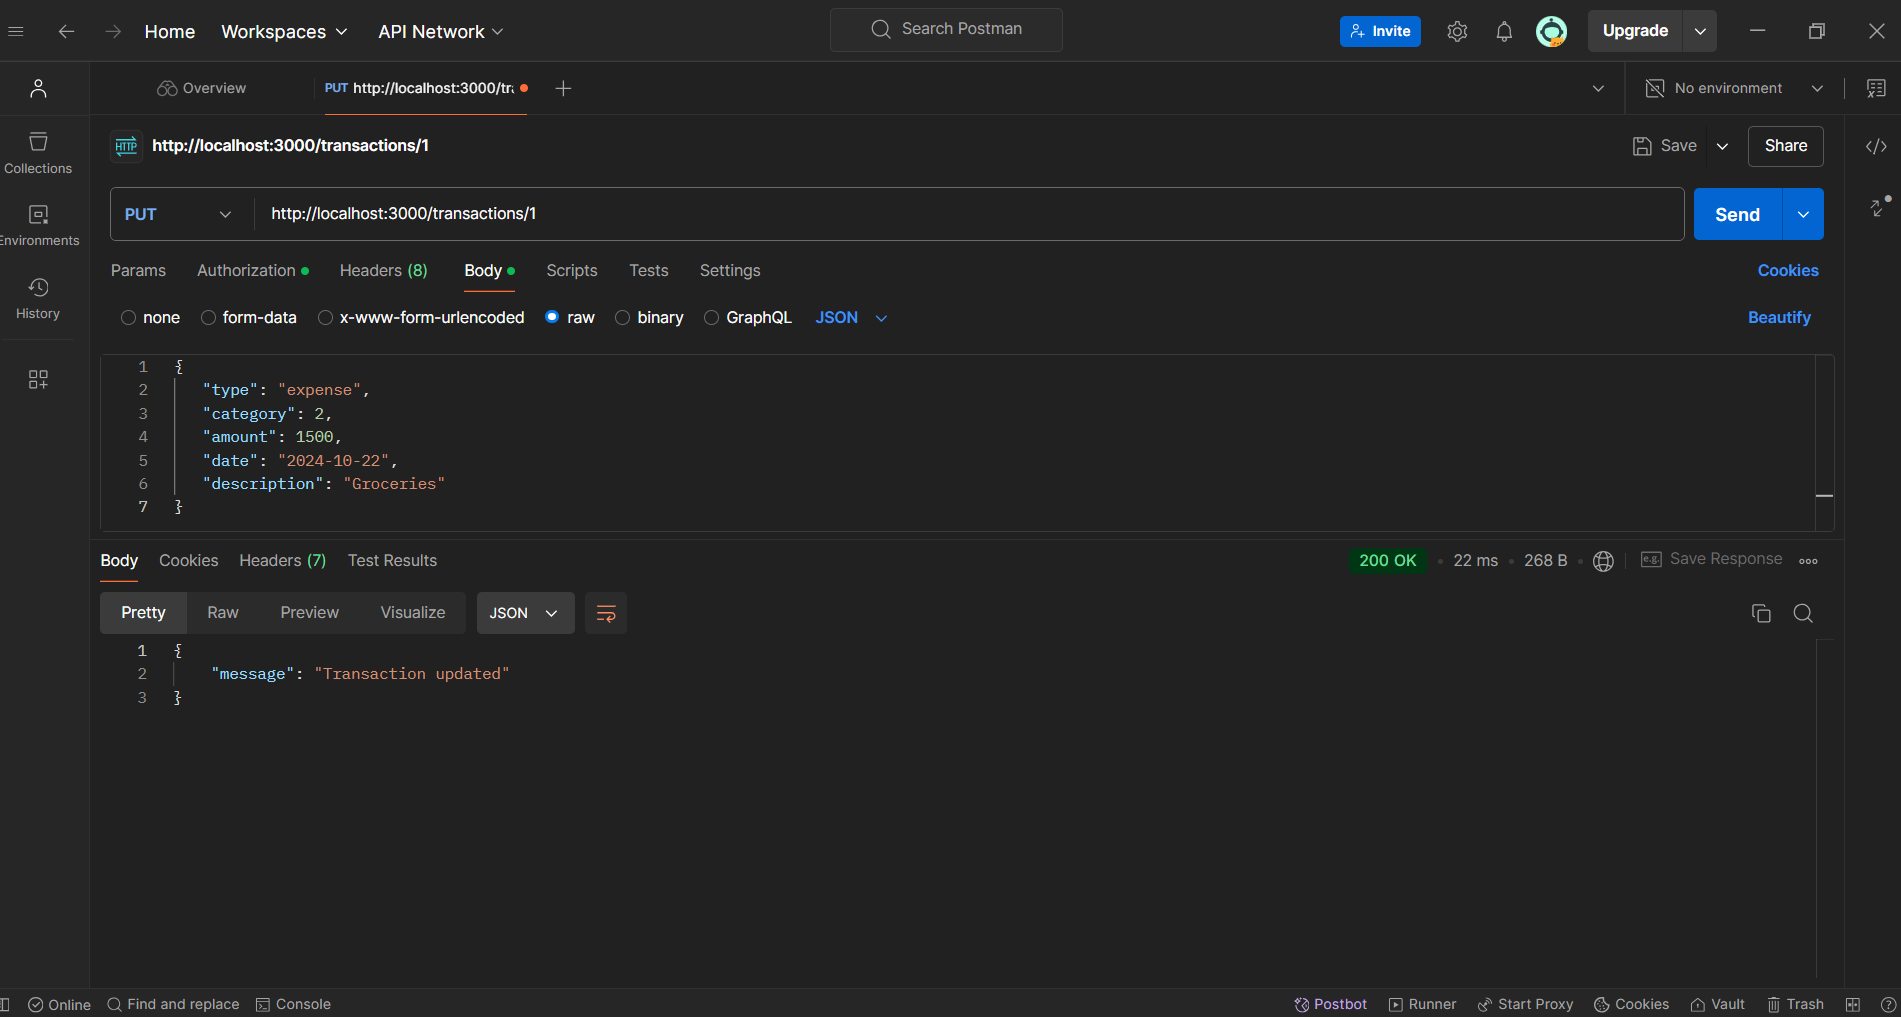 Home Workspaces API Network Search Postman Invite Upgrade
Overview PUT http://localhost:3000/tra No environment
HTTP http://localhost:3000/transactions/1 Save Share
Collections
Environments
History
PUT http://localhost:3000/transactions/1 Send
Params Authorization Headers (8) Body Scripts Tests Settings Cookies
none form-data x-www-form-urlencoded raw binary GraphQL JSON Beautify
1 {
2 "type": "expense",
3 "category": 2,
4 "amount": 1500,
5 "date": "2024-10-22",
6 "description": "Groceries"
7 }
Body Cookies Headers (7) Test Results 200 OK 22 ms 268 B e.g. Save Response
Pretty Raw Preview Visualize JSON
1 {
2 "message": "Transaction updated"
3 }
Online Find and replace Console Postbot Runner Start Proxy Cookies Vault Trash